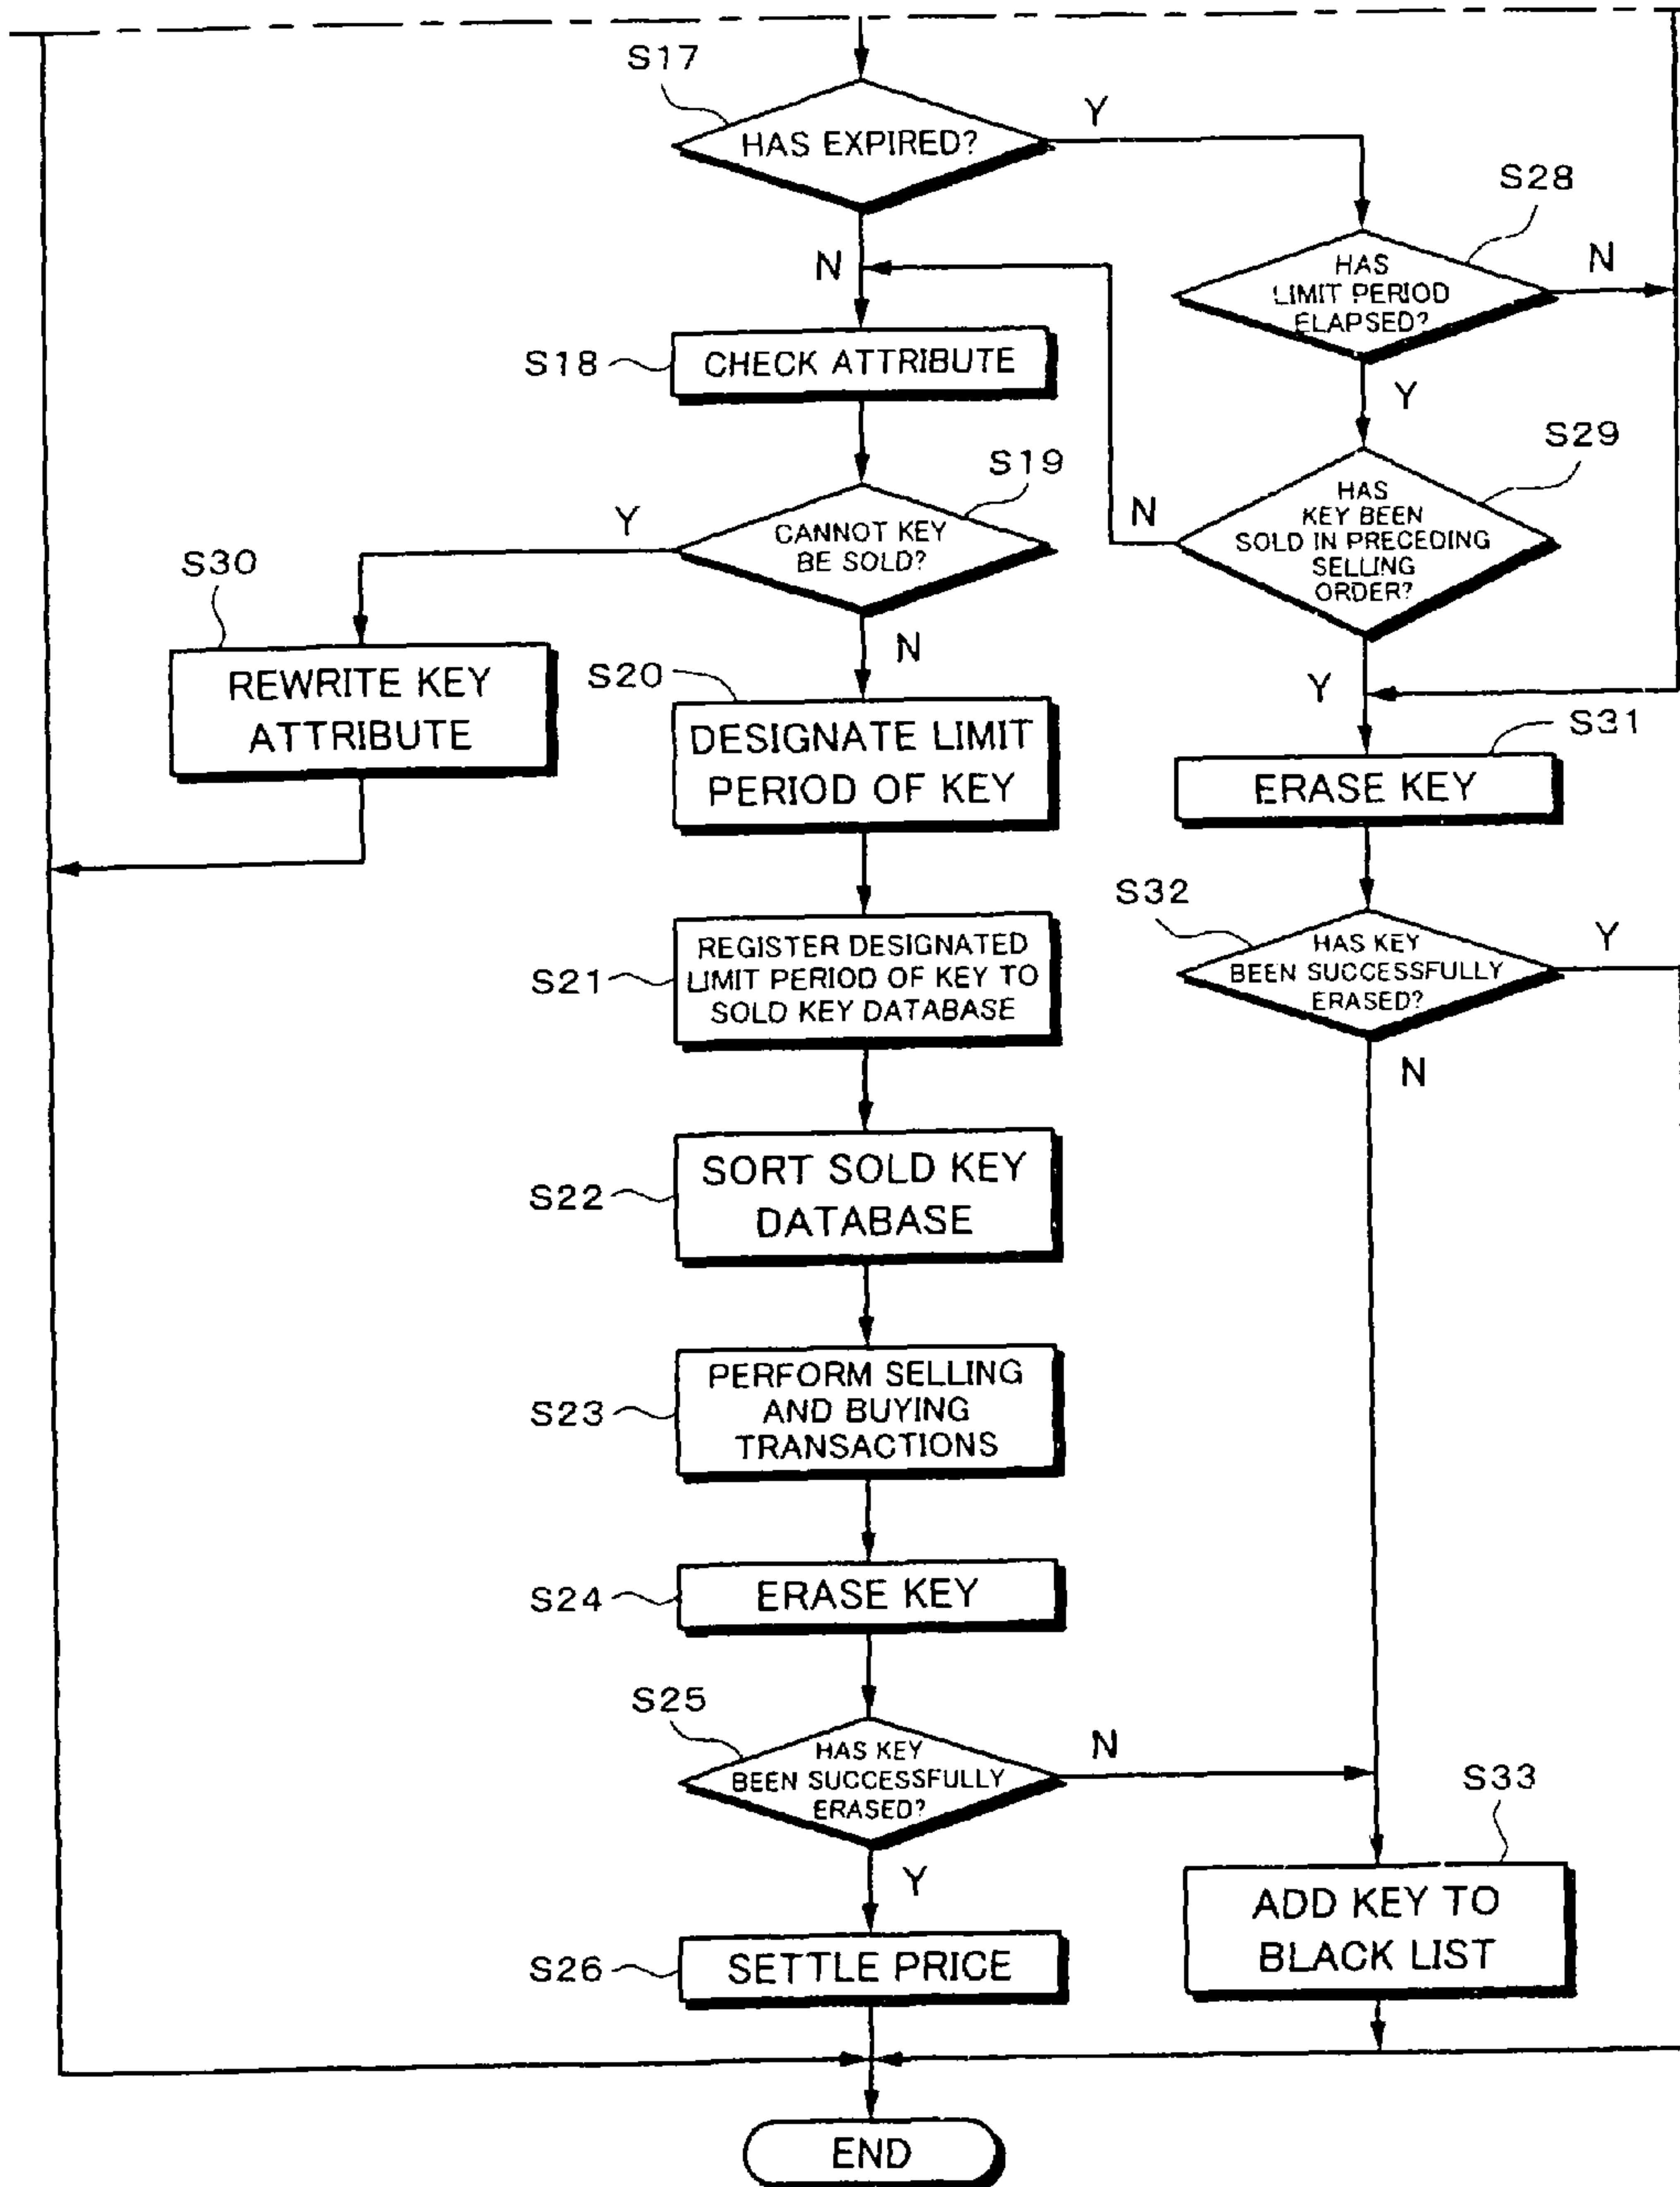 S17
HAS EXPIRED?
Y
N
S28
HAS
LIMIT PERIOD
ELAPSED?
N
Y
S18
CHECK ATTRIBUTE
S29
HAS
KEY BEEN
SOLD IN PRECEDING
SELLING
ORDER?
N
Y
S19
CANNOT KEY
BE SOLD?
Y
N
S30
REWRITE KEY
ATTRIBUTE
S20
DESIGNATE LIMIT
PERIOD OF KEY
S31
ERASE KEY
S21
REGISTER DESIGNATED
LIMIT PERIOD OF KEY TO
SOLD KEY DATABASE
S32
HAS KEY
BEEN SUCCESSFULLY
ERASED?
Y
N
S22
SORT SOLD KEY
DATABASE
S23
PERFORM SELLING
AND BUYING
TRANSACTIONS
S24
ERASE KEY
S25
HAS KEY
BEEN SUCCESSFULLY
ERASED?
N
Y
S33
ADD KEY TO
BLACK LIST
S26
SETTLE PRICE
END